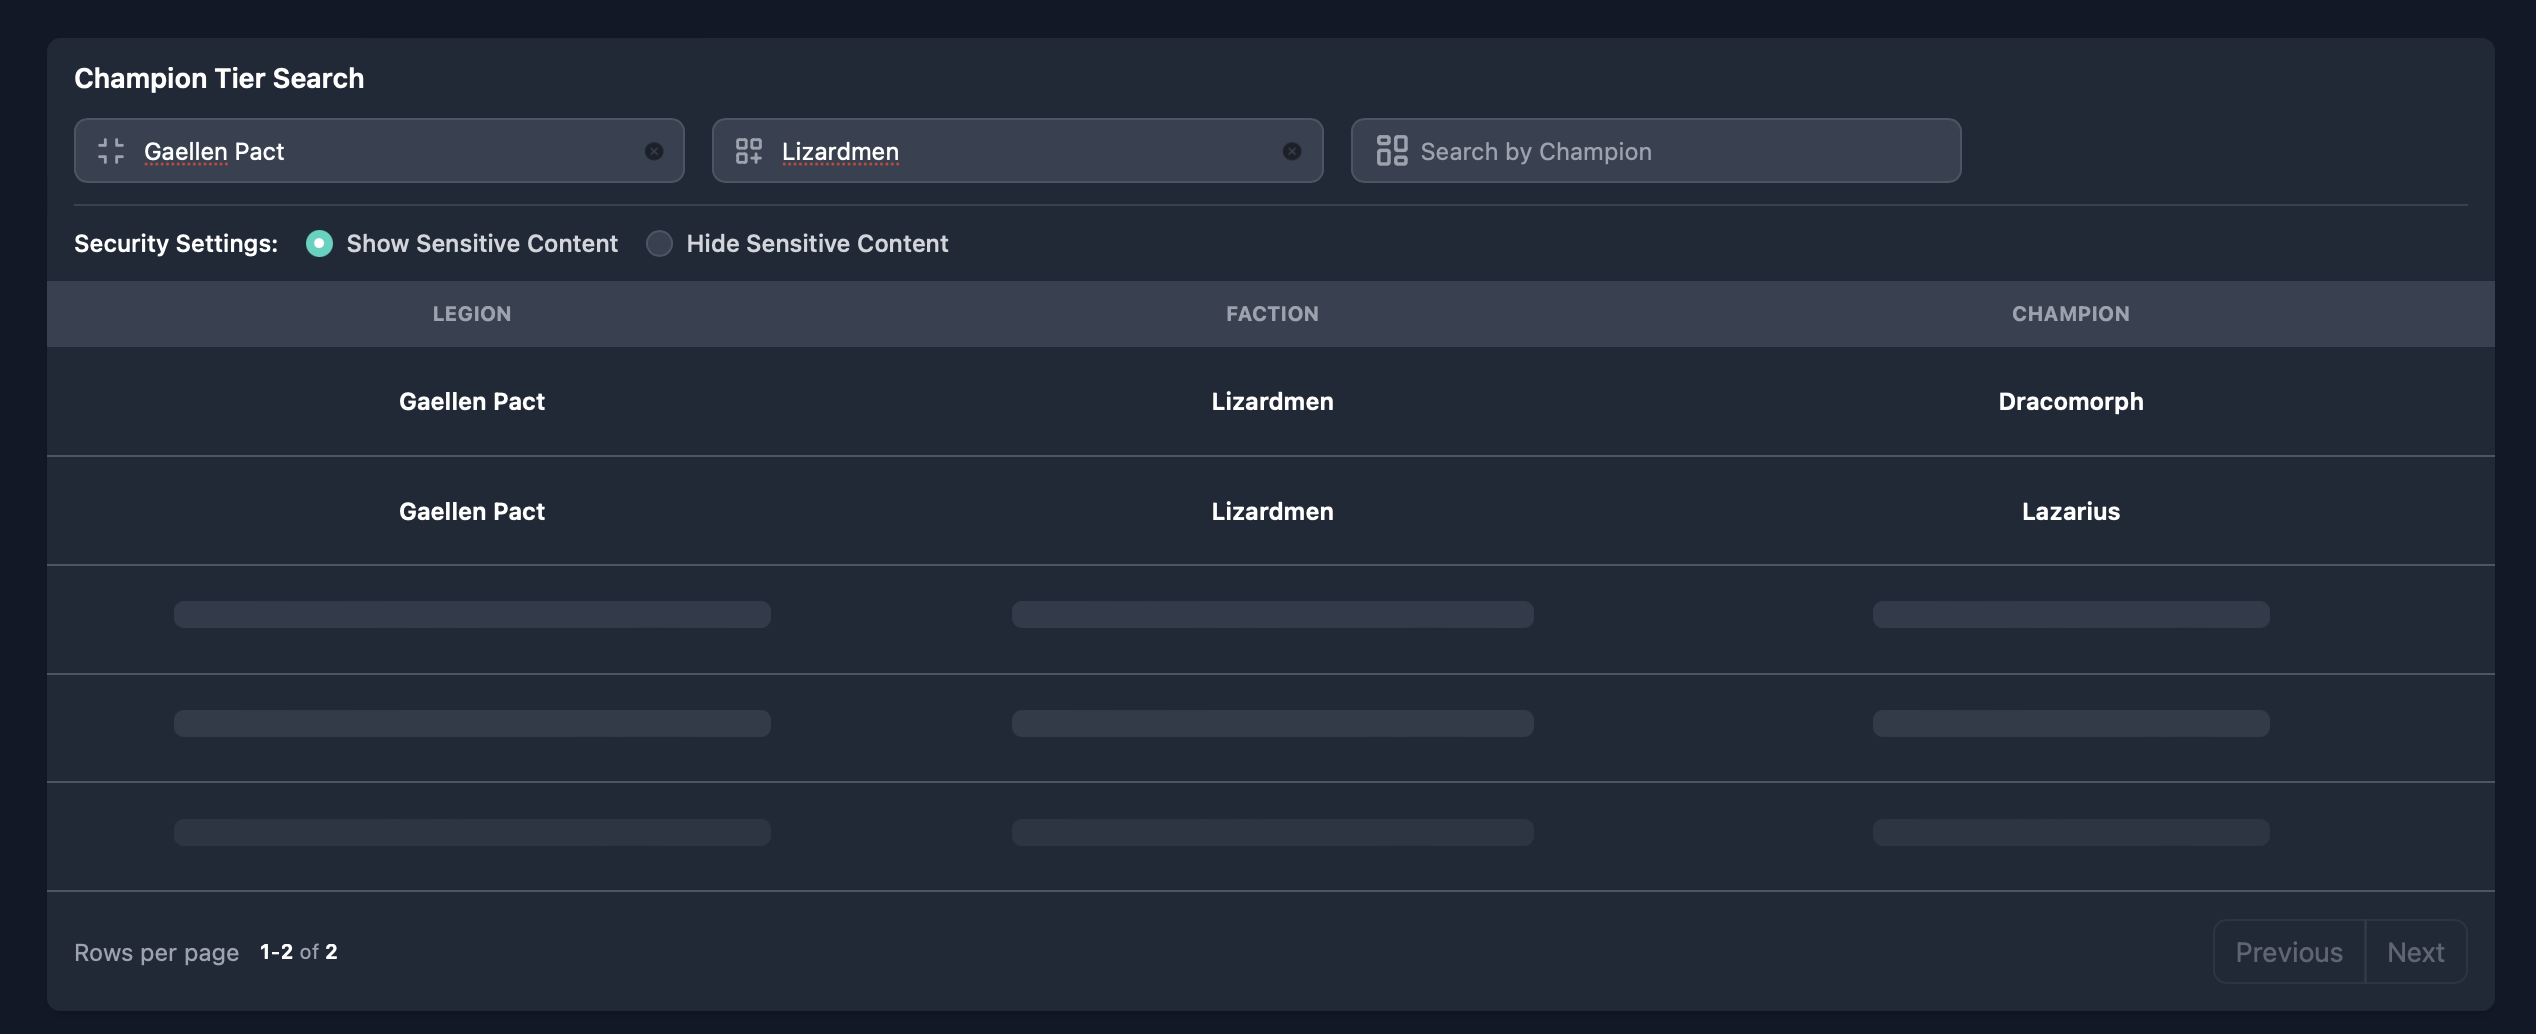 Champion Tier Search
Gaellen Pact
Lizardmen
Search by Champion
Security Settings: Show Sensitive Content Hide Sensitive Content
LEGION FACTION CHAMPION
Gaellen Pact Lizardmen Dracomorph
Gaellen Pact Lizardmen Lazarius
Rows per page 1-2 of 2
Previous Next